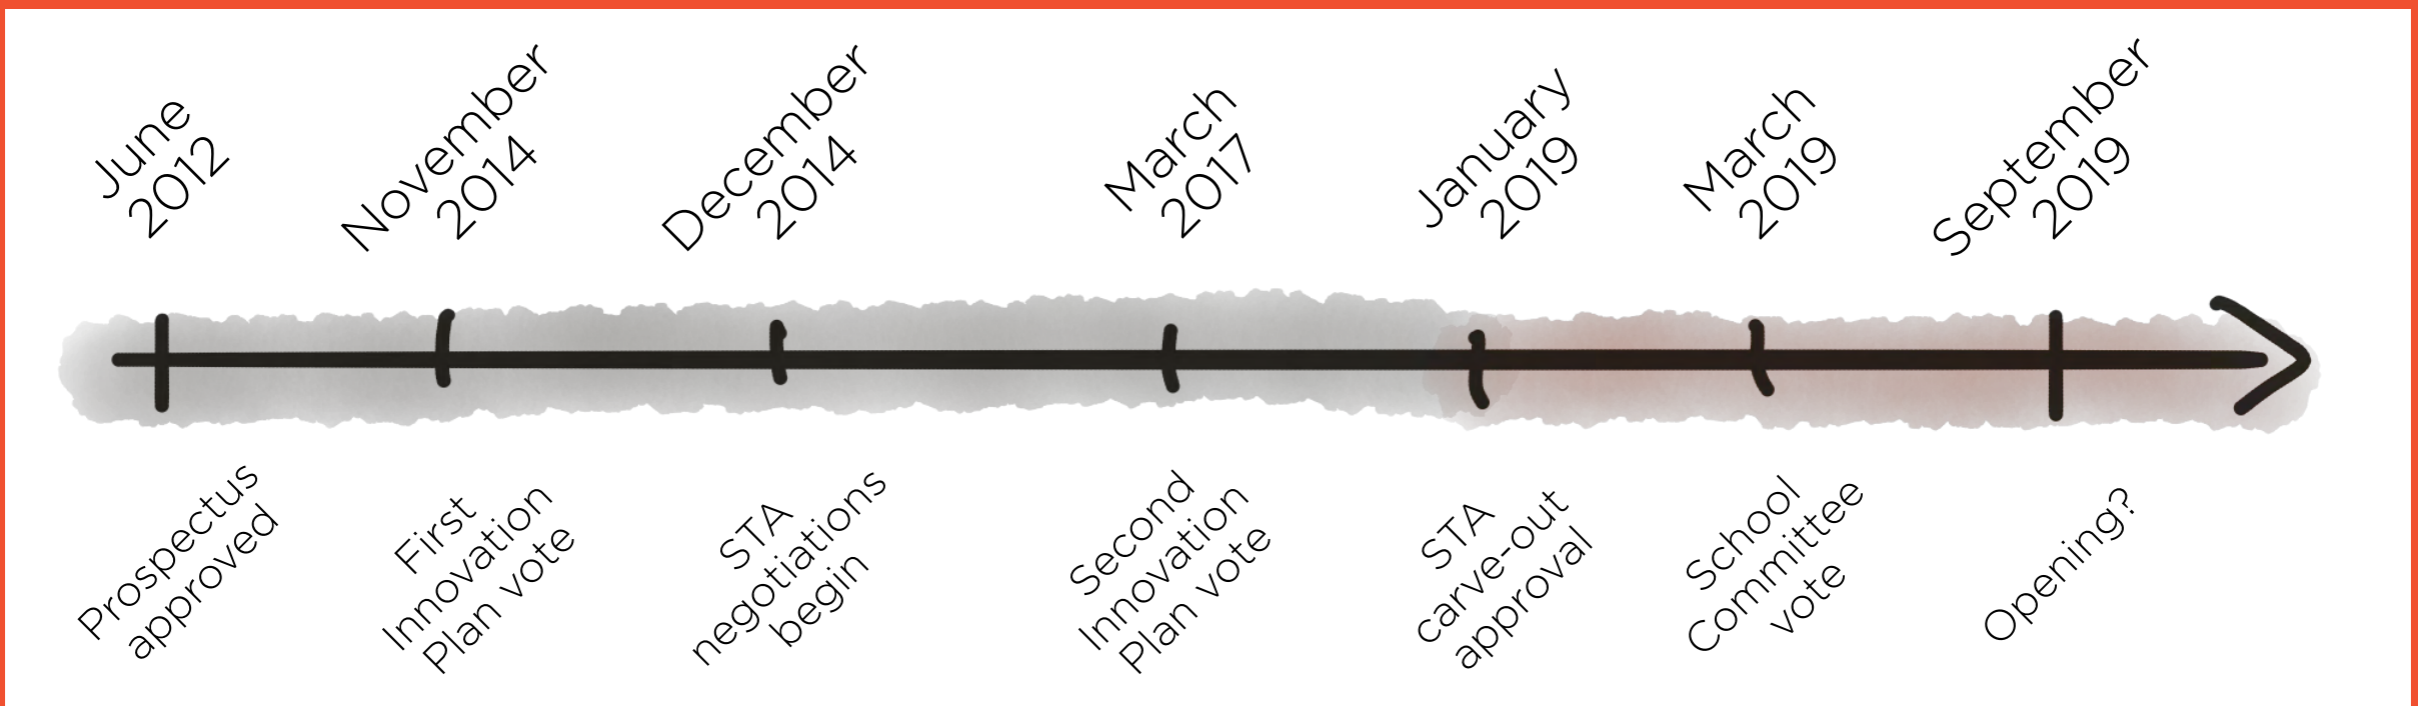 June
2012
November
2014
December
2014
March
2017
January
2019
March
2019
September
2019
Prospectus
approved
First
Innovation
Plan vote
STA
negotiations
begin
Second
Innovation
Plan vote
STA
carve-out
approval
School
Committee
vote
Opening?